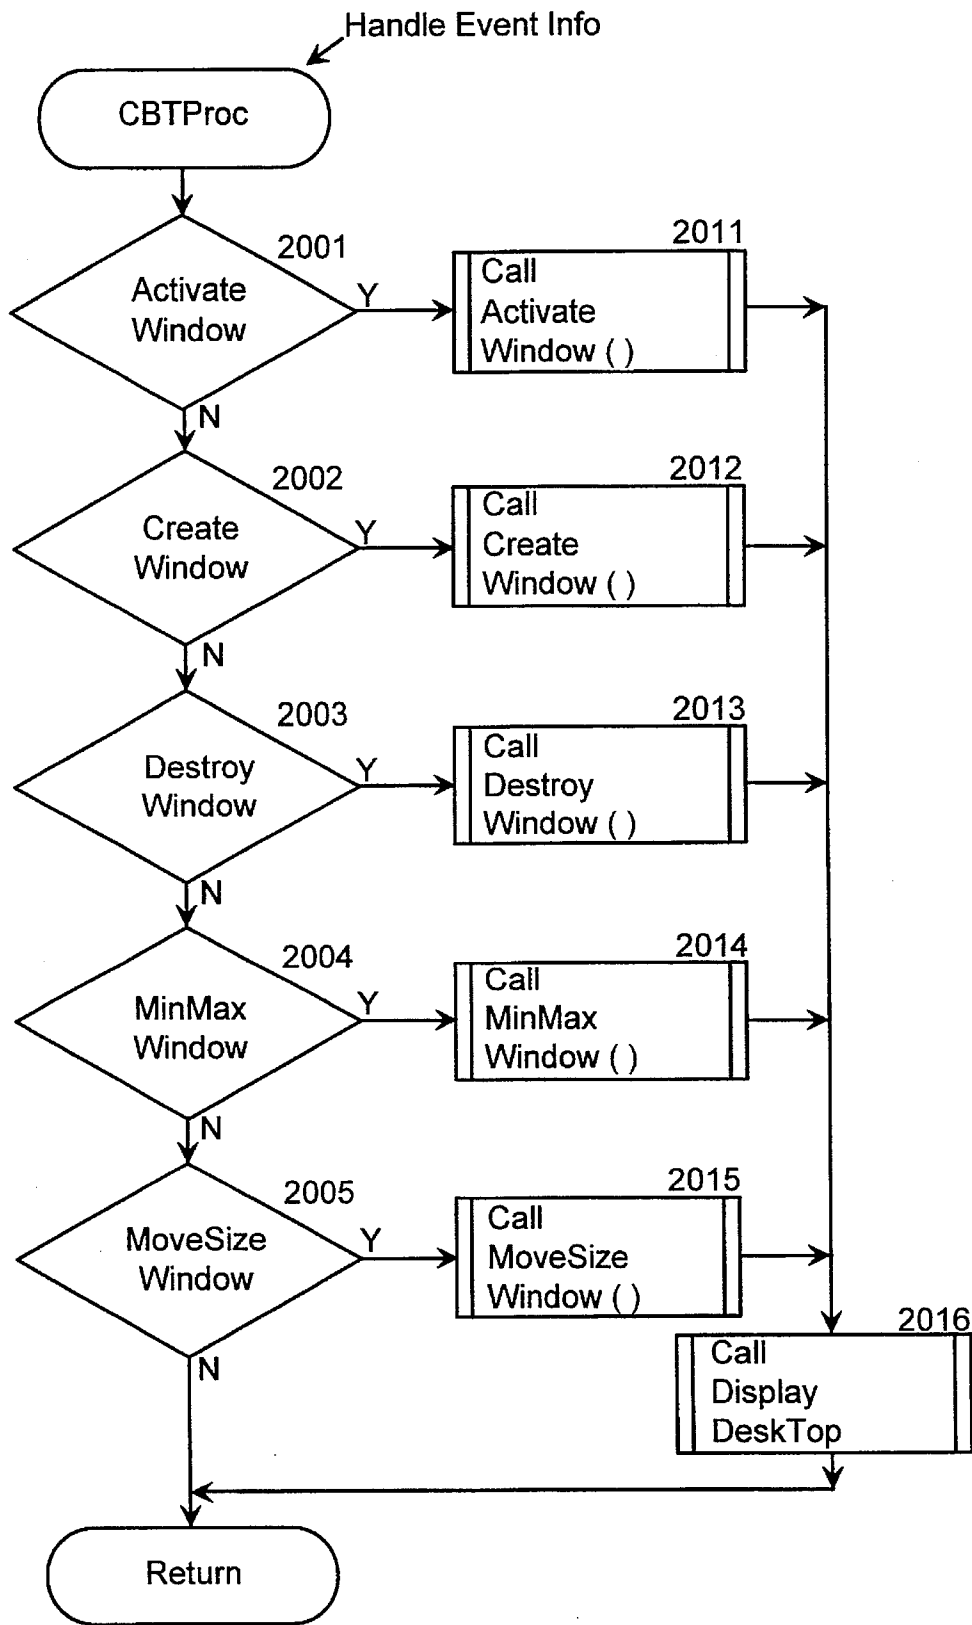 Handle Event Info
CBTProc
2001
2011
Activate
Window
Y
Call
Activate
Window ( )
N
2002
2012
Create
Window
Y
Call
Create
Window ( )
N
2003
2013
Destroy
Window
Y
Call
Destroy
Window ( )
N
2004
2014
MinMax
Window
Y
Call
MinMax
Window ( )
N
2005
2015
MoveSize
Window
Y
Call
MoveSize
Window ( )
N
2016
Call
Display
DeskTop
Return